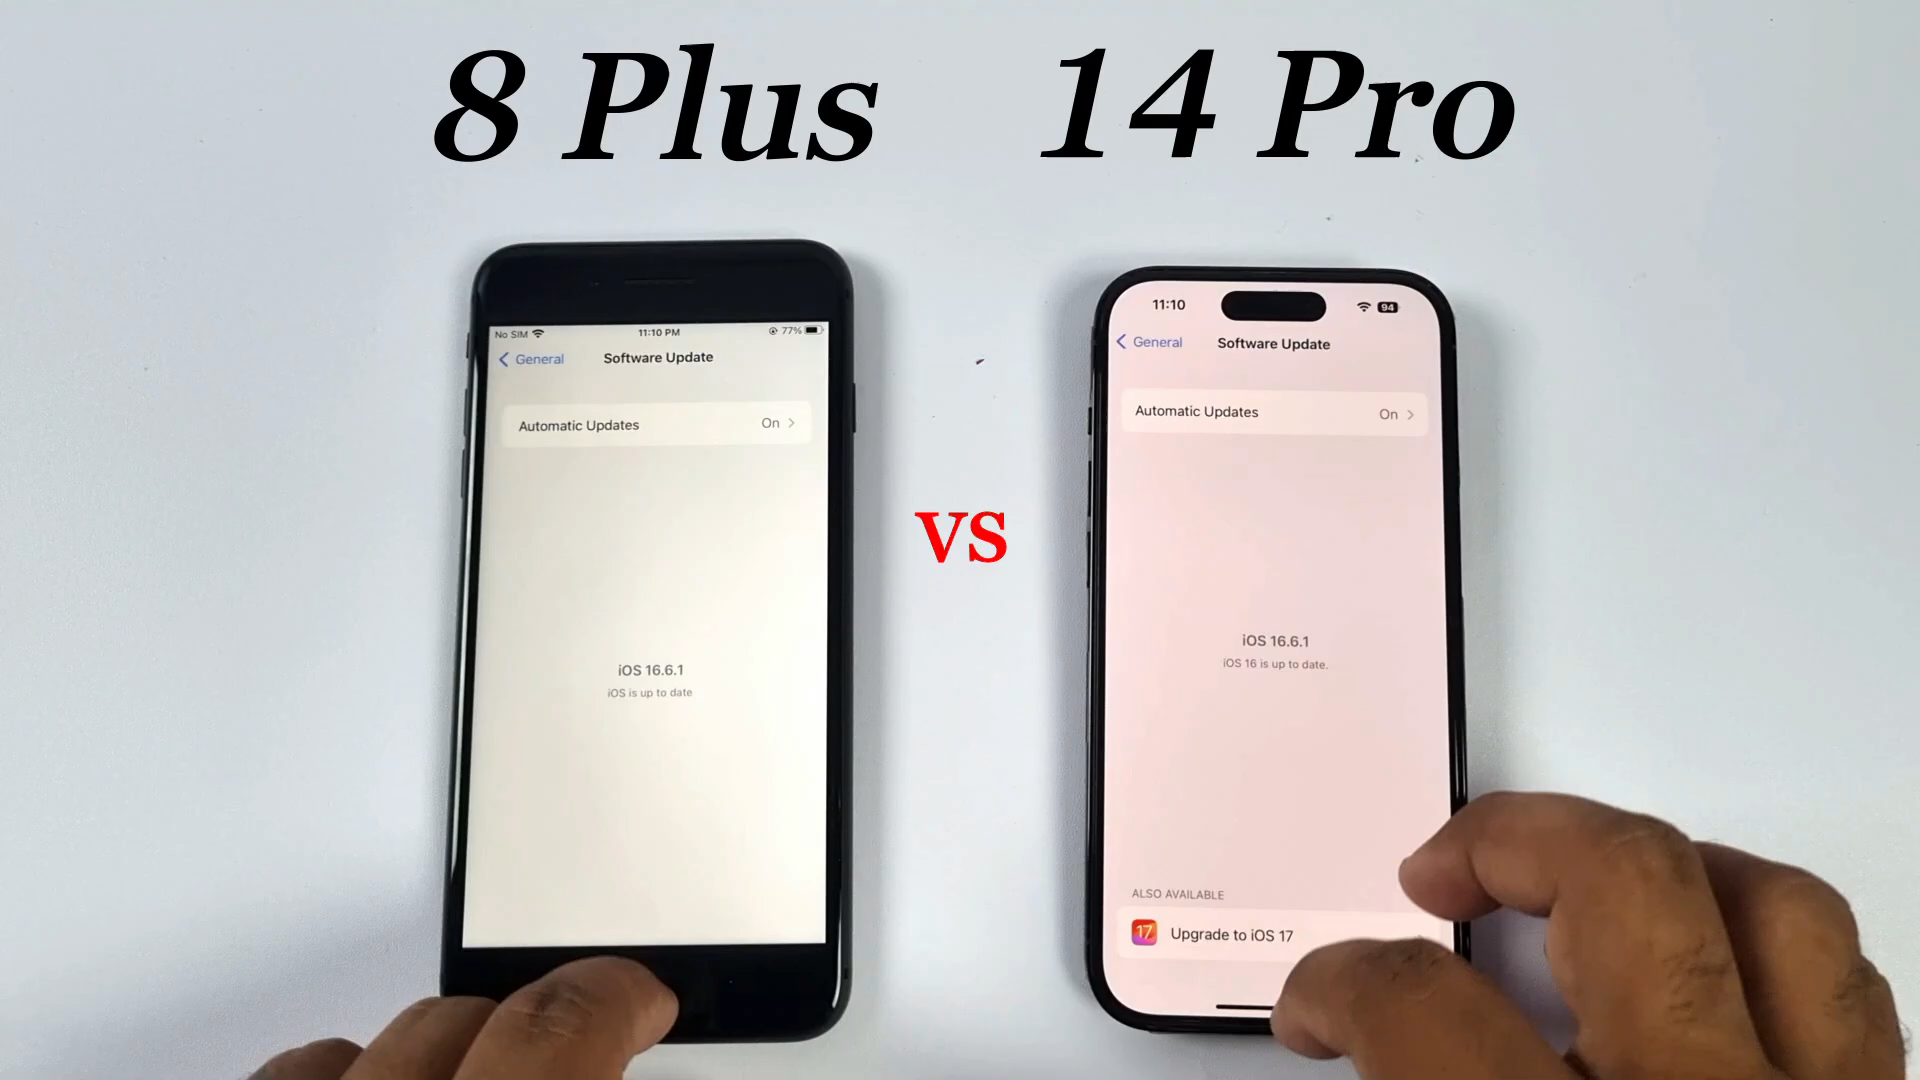 8 Plus
14 Pro
vs
No SIM
11:10 PM
77%
General
Software Update
Automatic Updates
On
iOS 16.6.1
iOS is up to date
11:10
94
General
Software Update
Automatic Updates
On
iOS 16.6.1
iOS 16 is up to date.
ALSO AVAILABLE
17
Upgrade to iOS 17